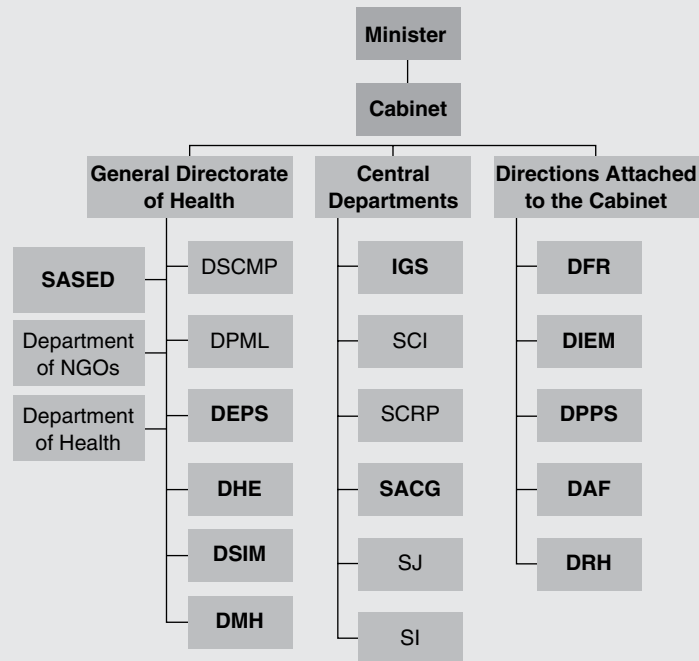 Minister
Cabinet
General Directorate
of Health
Central
Departments
Directions Attached
to the Cabinet
SASED
Department
of NGOs
Department
of Health
DSCMP
DPML
DEPS
DHE
DSIM
DMH
IGS
SCI
SCRP
SACG
SJ
SI
DFR
DIEM
DPPS
DAF
DRH